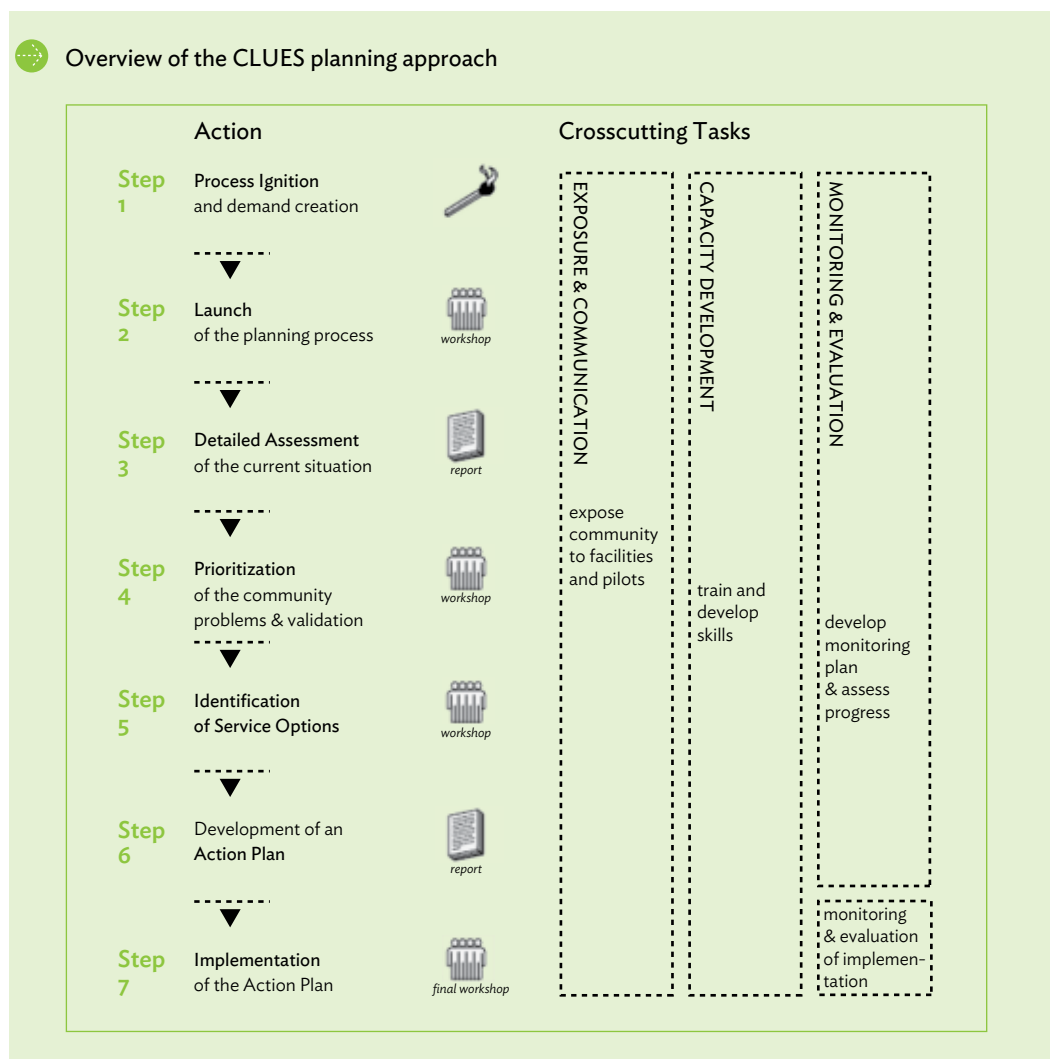 Overview of the CLUES planning approach
Action
Crosscutting Tasks
Step
1
Process Ignition
and demand creation
Step
2
Launch
of the planning process
workshop
Step
3
Detailed Assessment
of the current situation
report
Step
4
Prioritization
of the community
problems & validation
workshop
Step
5
Identification
of Service Options
workshop
Step
6
Development of an
Action Plan
report
Step
7
Implementation
of the Action Plan
final workshop
EXPOSURE & COMMUNICATION
expose
community
to facilities
and pilots
CAPACITY DEVELOPMENT
train and
develop
skills
MONITORING & EVALUATION
develop
monitoring
plan
& assess
progress
monitoring
& evaluation
of implemen-
tation